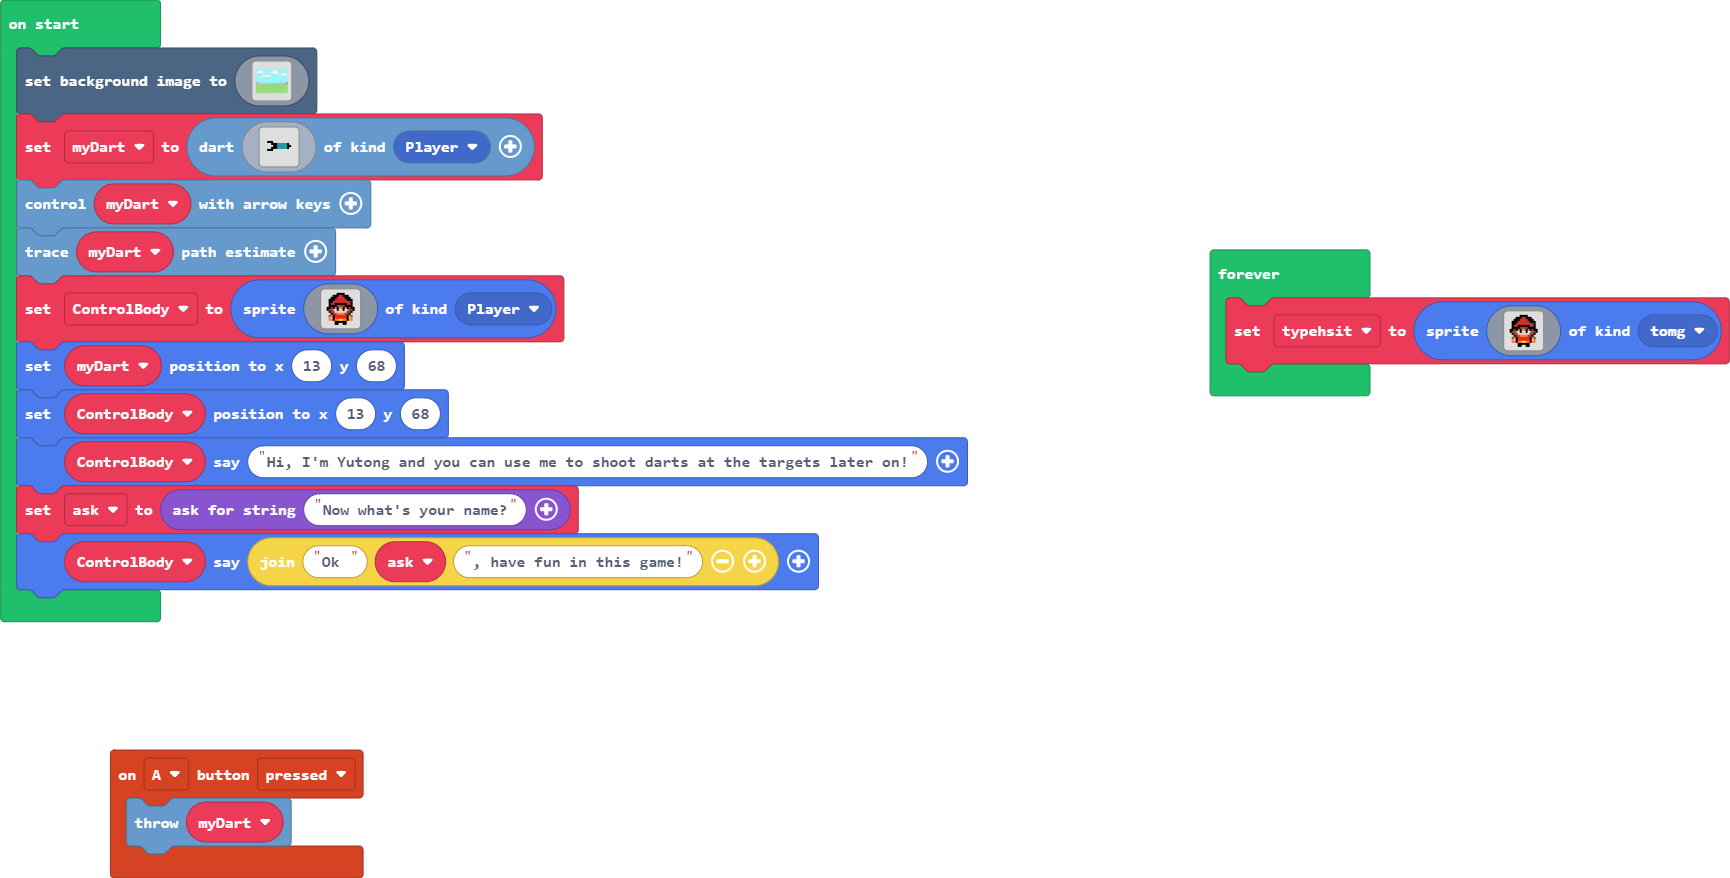 on start
set background image to
set myDart to dart of kind Player
control myDart with arrow keys
trace myDart path estimate
set ControlBody to sprite of kind Player
set myDart position to x 13 y 68
set ControlBody position to x 13 y 68
ControlBody say "Hi, I'm Yutong and you can use me to shoot darts at the targets later on!"
set ask to ask for string "Now what's your name?"
ControlBody say join "Ok " ask ", have fun in this game!"
forever
set typehsit to sprite of kind tomg
on A button pressed
throw myDart